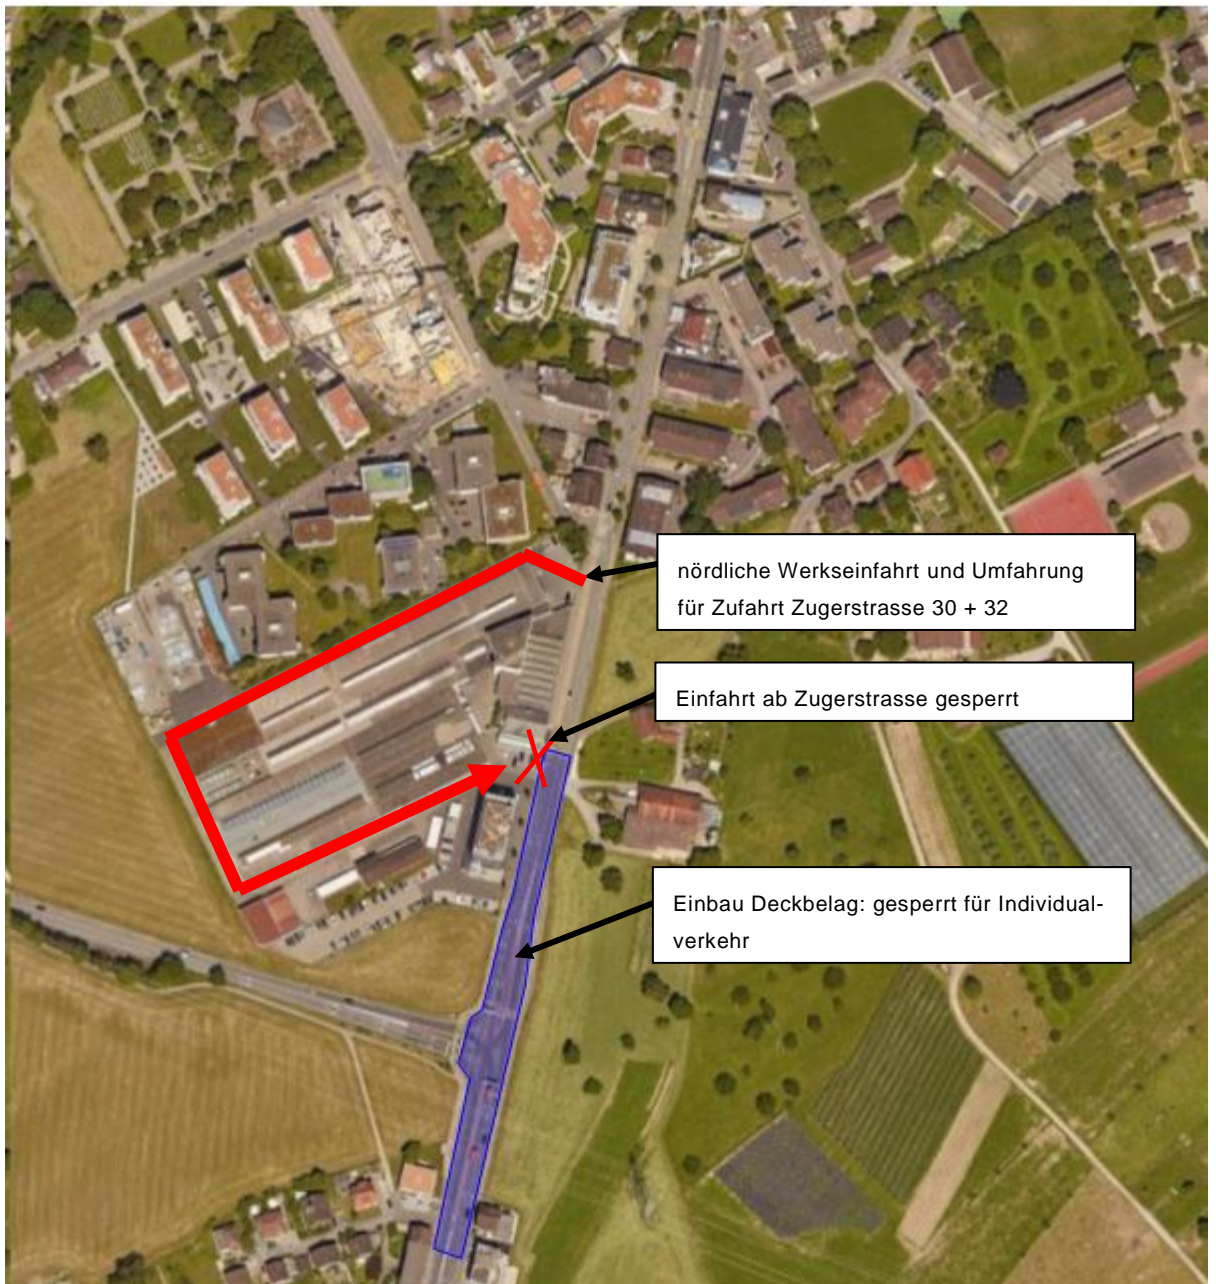 nördliche Werkseinfahrt und Umfahrung
für Zufahrt Zugerstrasse 30 + 32
Einfahrt ab Zugerstrasse gesperrt
Einbau Deckbelag: gesperrt für Individual-
verkehr